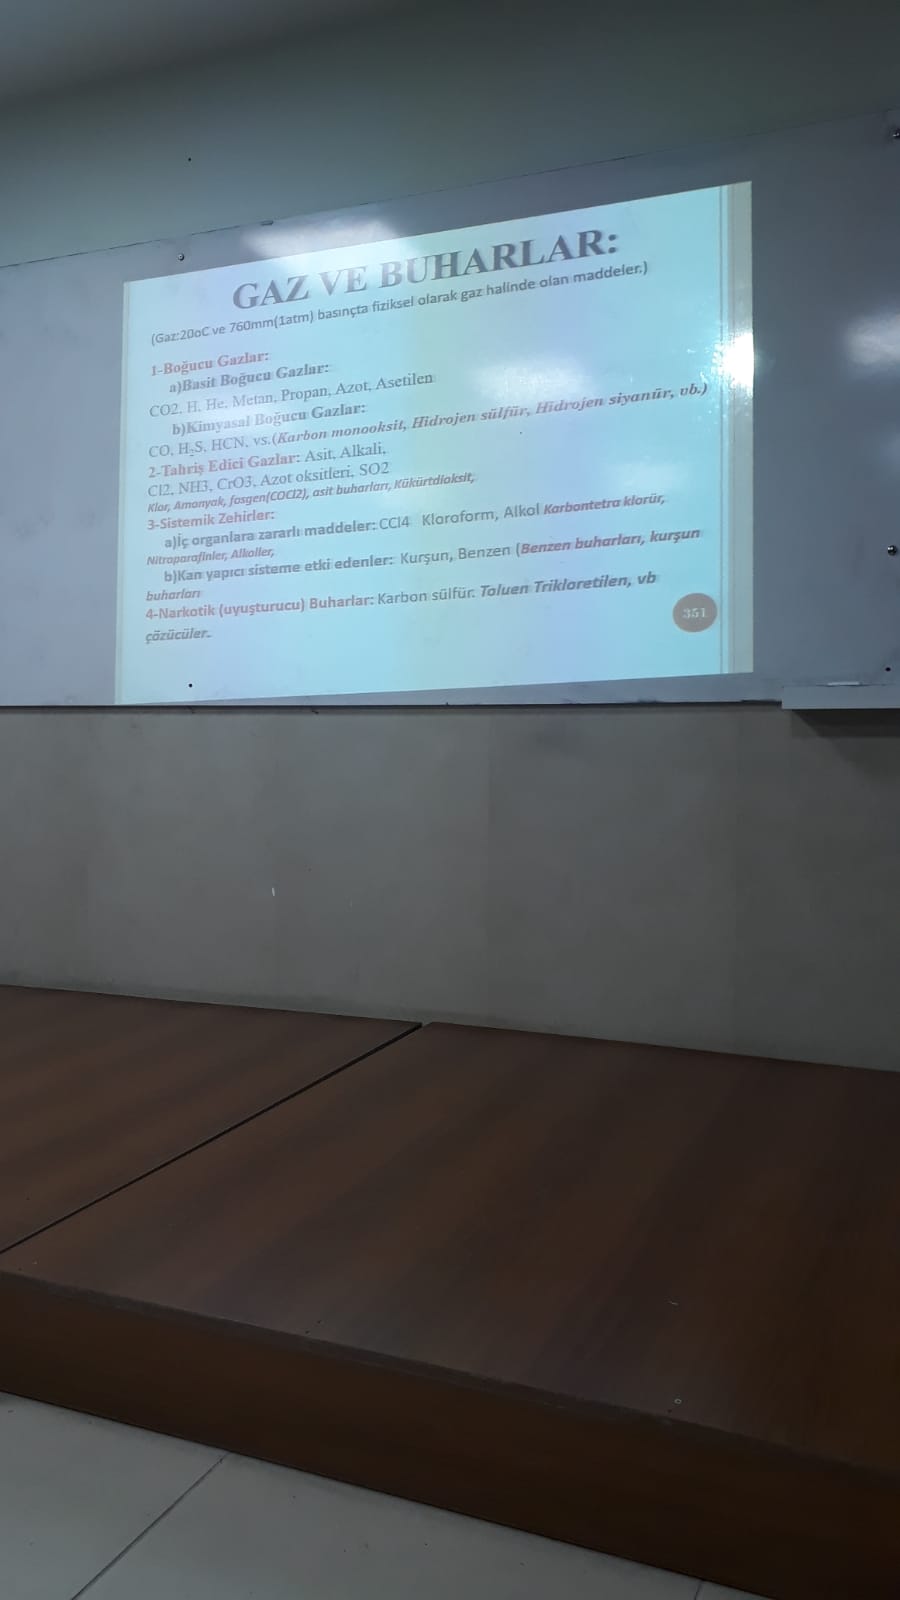 GAZ VE BUHARLAR:
(Gaz:20oC ve 760mm(1atm) basınçta fiziksel olarak gaz halinde olan maddeler.)
1-Boğucu Gazlar:
a)Basit Boğucu Gazlar:
CO2, H, He, Metan, Propan, Azot, Asetilen
b)Kimyasal Boğucu Gazlar:
CO, H2S, HCN, vs.(Karbon monooksit, Hidrojen sülfür, Hidrojen siyanür, vb.)
2-Tahriş Edici Gazlar: Asit, Alkali,
Cl2, NH3, CrO3, Azot oksitleri, SO2
Klor, Amonyak, fosgen(COCl2), asit buharları, Kükürtdioksit,
3-Sistemik Zehirler:
a)İç organlara zararlı maddeler: CCl4 Kloroform, Alkol Karbontetra klorür,
Nitroparafinler, Alkoller,
b)Kan yapıcı sisteme etki edenler: Kurşun, Benzen (Benzen buharları, kurşun
buharları
4-Narkotik (uyuşturucu) Buharlar: Karbon sülfür. Toluen Trikloretilen, vb
çözücüler.
351